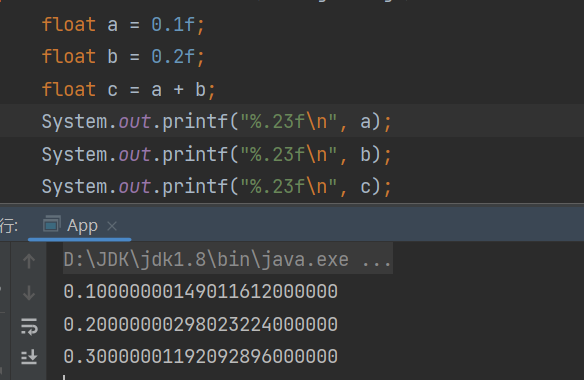 float a = 0.1f;
float b = 0.2f;
float c = a + b;
System.out.printf("%.23f\n", a);
System.out.printf("%.23f\n", b);
System.out.printf("%.23f\n", c);
行: App ×
D:\JDK\jdk1.8\bin\java.exe ...
0.10000000149011612000000
0.20000000298023224000000
0.30000001192092896000000